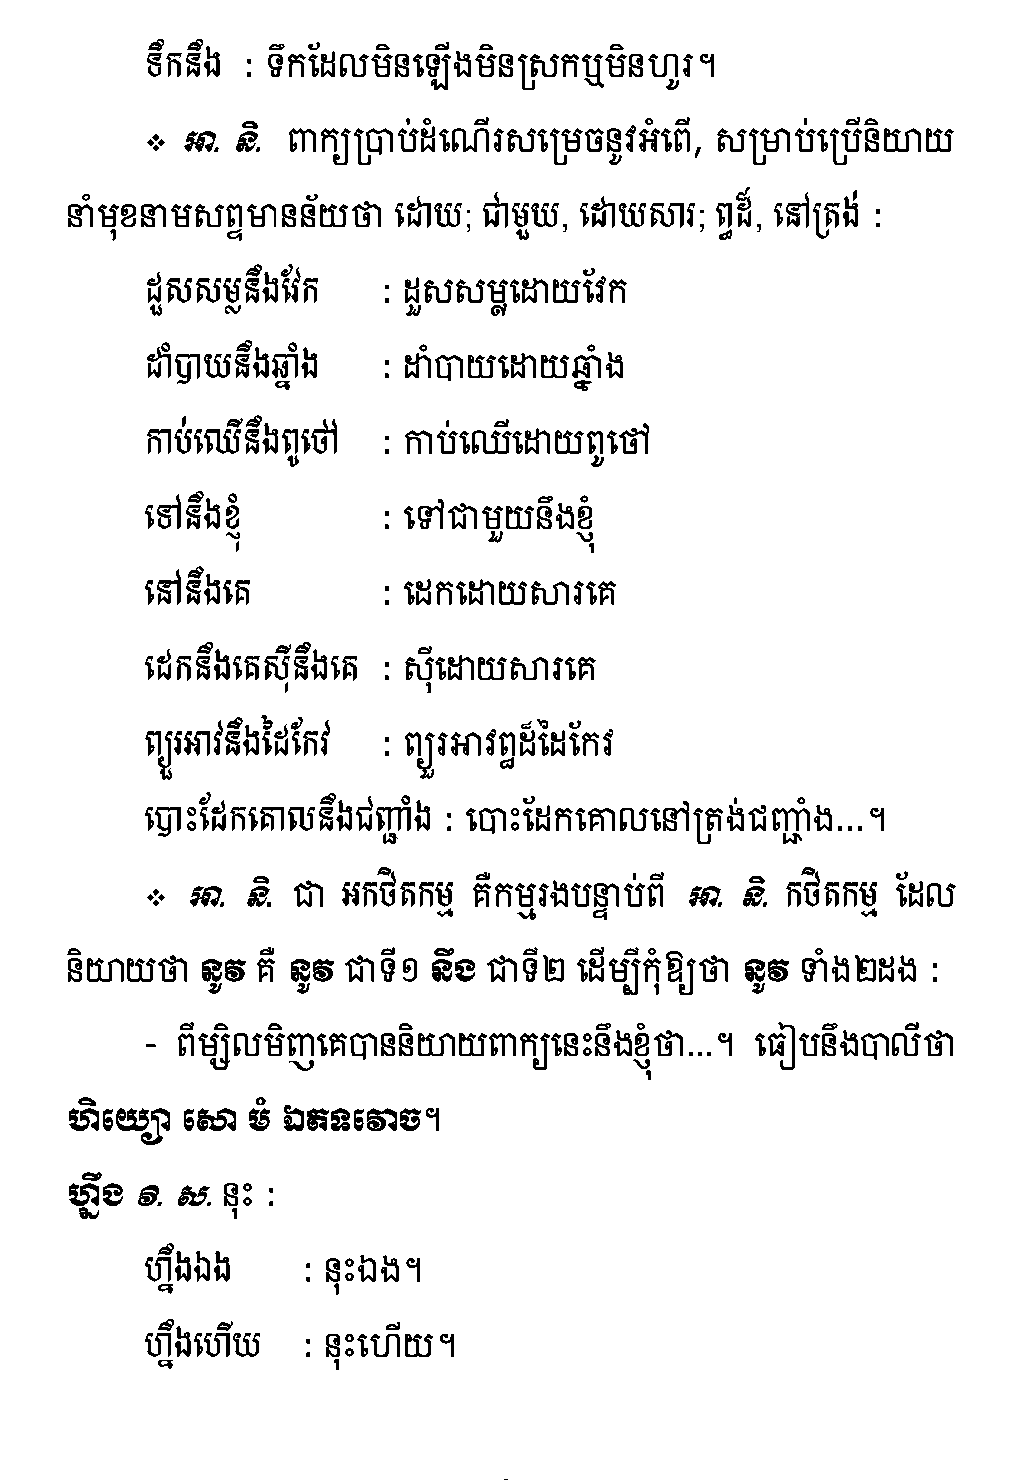 ទឹកនឹង : ទឹកដែលមិនឡើងមិនស្រកឬមិនហូរ។
❖ អា. និ. ពាក្យប្រាប់ដំណើរសម្រេចនូវអំពើ, សម្រាប់ប្រើនិយាយ
នាំមុខនាមសព្ទមានន័យថា ដោយ; ជាមួយ, ដោយសារ; ឰដ៏, នៅត្រង់ :
ដួសសម្លនឹងវែក : ដួសសម្លដោយវែក
ដាំបាយនឹងឆ្នាំង : ដាំបាយដោយឆ្នាំង
កាប់ឈើនឹងពូថៅ : កាប់ឈើដោយពូថៅ
ទៅនឹងខ្ញុំ : ទៅជាមួយនឹងខ្ញុំ
នៅនឹងគេ : ដេកដោយសារគេ
ដេកនឹងគេស៊ីនឹងគេ : ស៊ីដោយសារគេ
ព្យួរអាវនឹងដៃកែវ : ព្យួរអាវឰដ៏ដៃកែវ
បោះដែកគោលនឹងជញ្ជាំង : បោះដែកគោលនៅត្រង់ជញ្ជាំង...។
❖ អា. និ. ជា អកថិតកម្ម គឺកម្មរងបន្ទាប់ពី អា. និ. កថិតកម្ម ដែល
និយាយថា នូវ គឺ នូវ ជាទី១ នឹង ជាទី២ ដើម្បីកុំឱ្យថា នូវ ទាំង២ដង :
- ពីម្សិលមិញគេបាននិយាយពាក្យនេះនឹងខ្ញុំថា...។ ធៀបនឹងបាលីថា
ហិយ្យោ សោ មំ ឯតទវោច។
ហ្នឹង វិ. ស. នុះ :
ហ្នឹងឯង : នុះឯង។
ហ្នឹងហើយ : នុះហើយ។